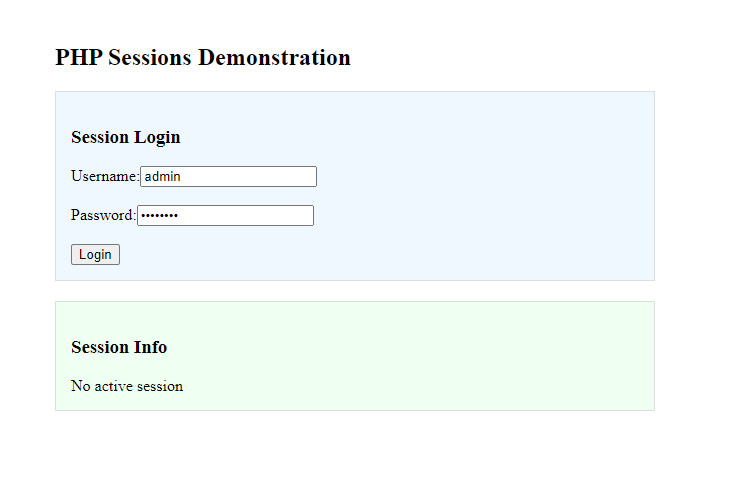 PHP Sessions Demonstration
Session Login
Username: admin
Password: ••••••••
Login
Session Info
No active session